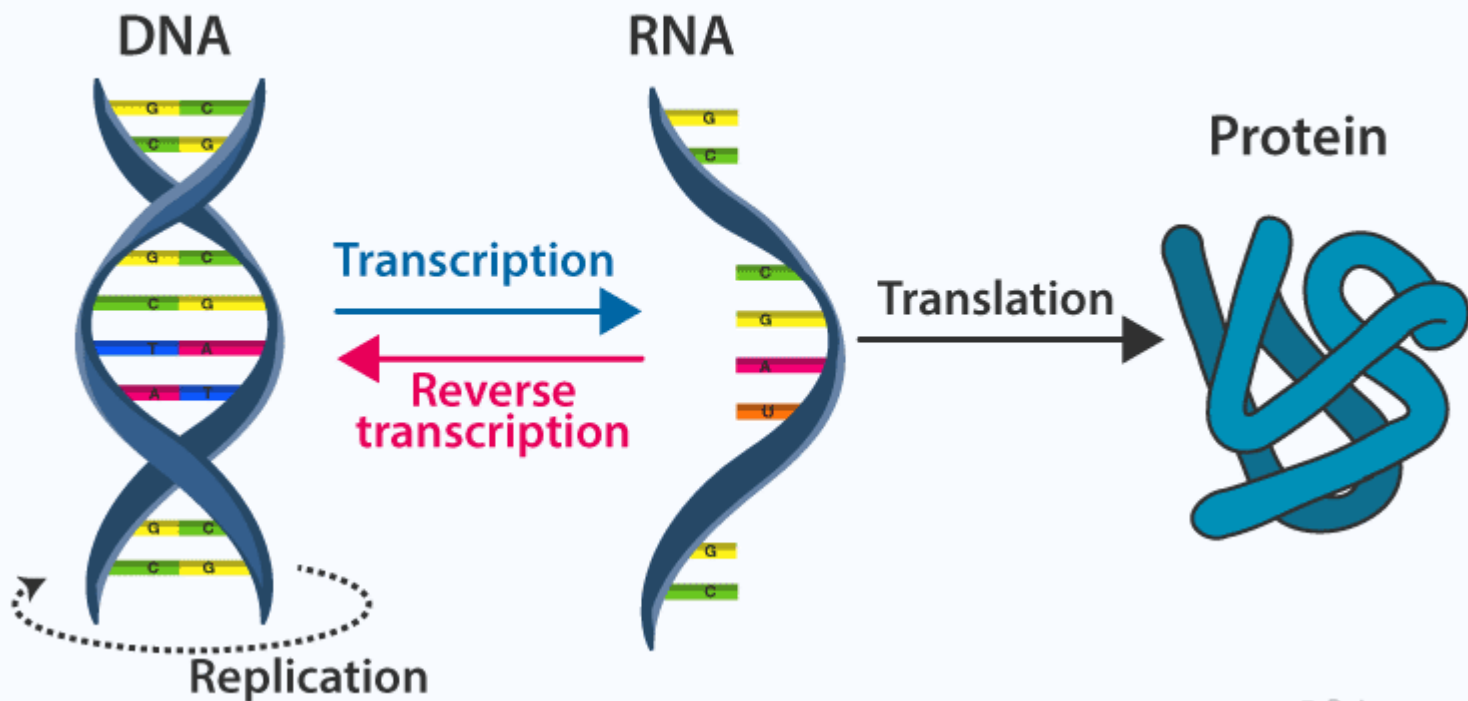 DNA
RNA
Protein
G C
C G
G C
C G
T A
A T
G C
C G
G
C
C
G
A
U
G
C
Transcription
Reverse
transcription
Translation
Replication